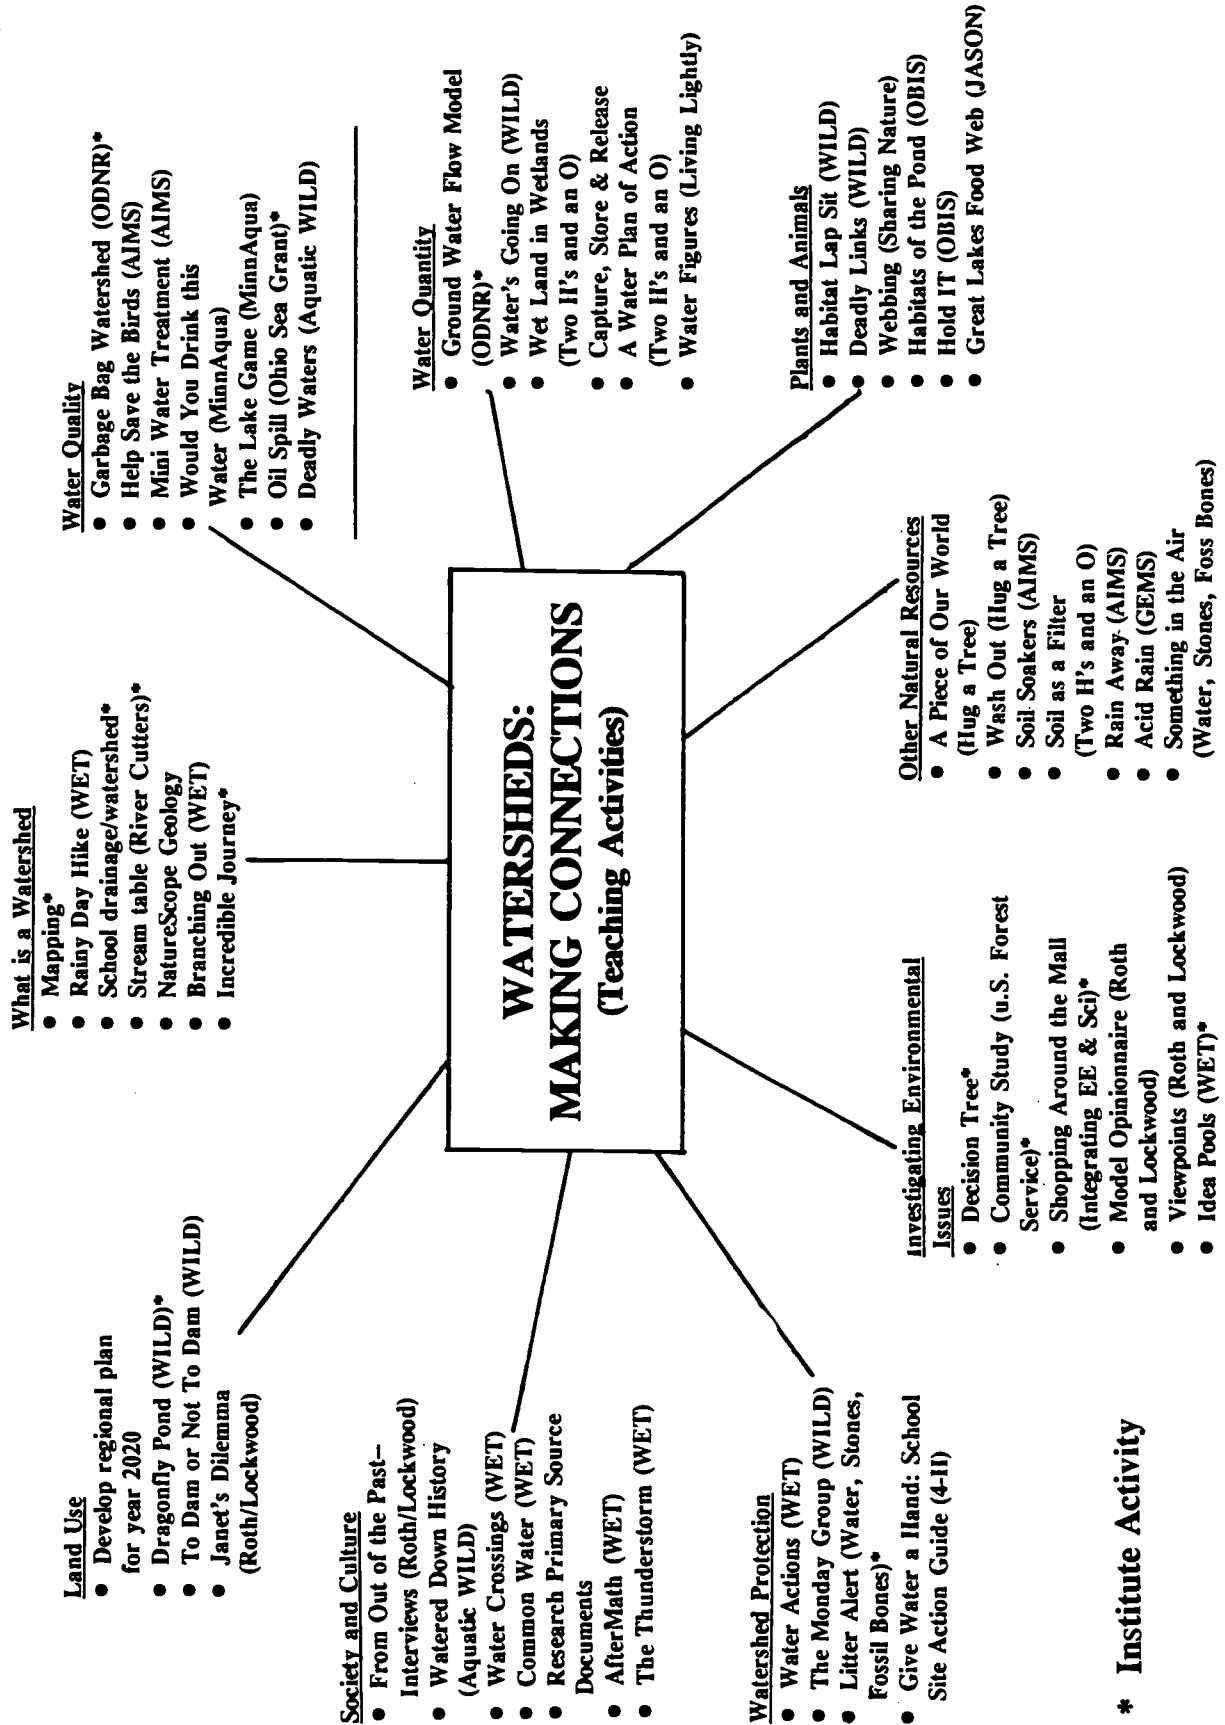 Land Use
● Develop regional plan
for year 2020
● Dragonfly Pond (WILD)*
● To Dam or Not To Dam (WILD)
● Janet's Dilemma
(Roth/Lockwood)
What is a Watershed
● Mapping*
● Rainy Day Hike (WET)
● School drainage/watershed*
● Stream table (River Cutters)*
● NatureScope Geology
● Branching Out (WET)
● Incredible Journey*
Water Quality
● Garbage Bag Watershed (ODNR)*
● Help Save the Birds (AIMS)
● Mini Water Treatment (AIMS)
● Would You Drink this
Water (MinnAqua)
● The Lake Game (MinnAqua)
● Oil Spill (Ohio Sea Grant)*
● Deadly Waters (Aquatic WILD)
Society and Culture
● From Out of the Past–
Interviews (Roth/Lockwood)
● Watered Down History
(Aquatic WILD)
● Water Crossings (WET)
● Common Water (WET)
● Research Primary Source
Documents
● AfterMath (WET)
● The Thunderstorm (WET)
WATERSHEDS:
MAKING CONNECTIONS
(Teaching Activities)
Water Quantity
● Ground Water Flow Model
(ODNR)*
● Water's Going On (WILD)
● Wet Land in Wetlands
(Two H's and an O)
● Capture, Store & Release
● A Water Plan of Action
(Two H's and an O)
● Water Figures (Living Lightly)
Watershed Protection
● Water Actions (WET)
● The Monday Group (WILD)
● Litter Alert (Water, Stones,
Fossil Bones)*
● Give Water a Hand: School
Site Action Guide (4-H)
Investigating Environmental
Issues
● Decision Tree*
● Community Study (u.S. Forest
Service)*
● Shopping Around the Mall
(Integrating EE & Sci)*
● Model Opinionnaire (Roth
and Lockwood)
● Viewpoints (Roth and Lockwood)
● Idea Pools (WET)*
Other Natural Resources
● A Piece of Our World
(Hug a Tree)
● Wash Out (Hug a Tree)
● Soil Soakers (AIMS)
● Soil as a Filter
(Two H's and an O)
● Rain Away (AIMS)
● Acid Rain (GEMS)
● Something in the Air
(Water, Stones, Foss Bones)
Plants and Animals
● Habitat Lap Sit (WILD)
● Deadly Links (WILD)
● Webbing (Sharing Nature)
● Habitats of the Pond (OBIS)
● Hold IT (OBIS)
● Great Lakes Food Web (JASON)
* Institute Activity